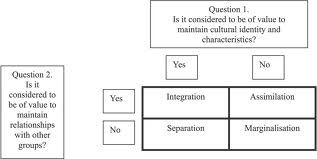 Question 1.
Is it considered to be of value to
maintain cultural identity and
characteristics?
Yes
No
Question 2.
Is it
considered to
be of value to
maintain
relationships
with other
groups?
Yes
Integration
Assimilation
No
Separation
Marginalisation